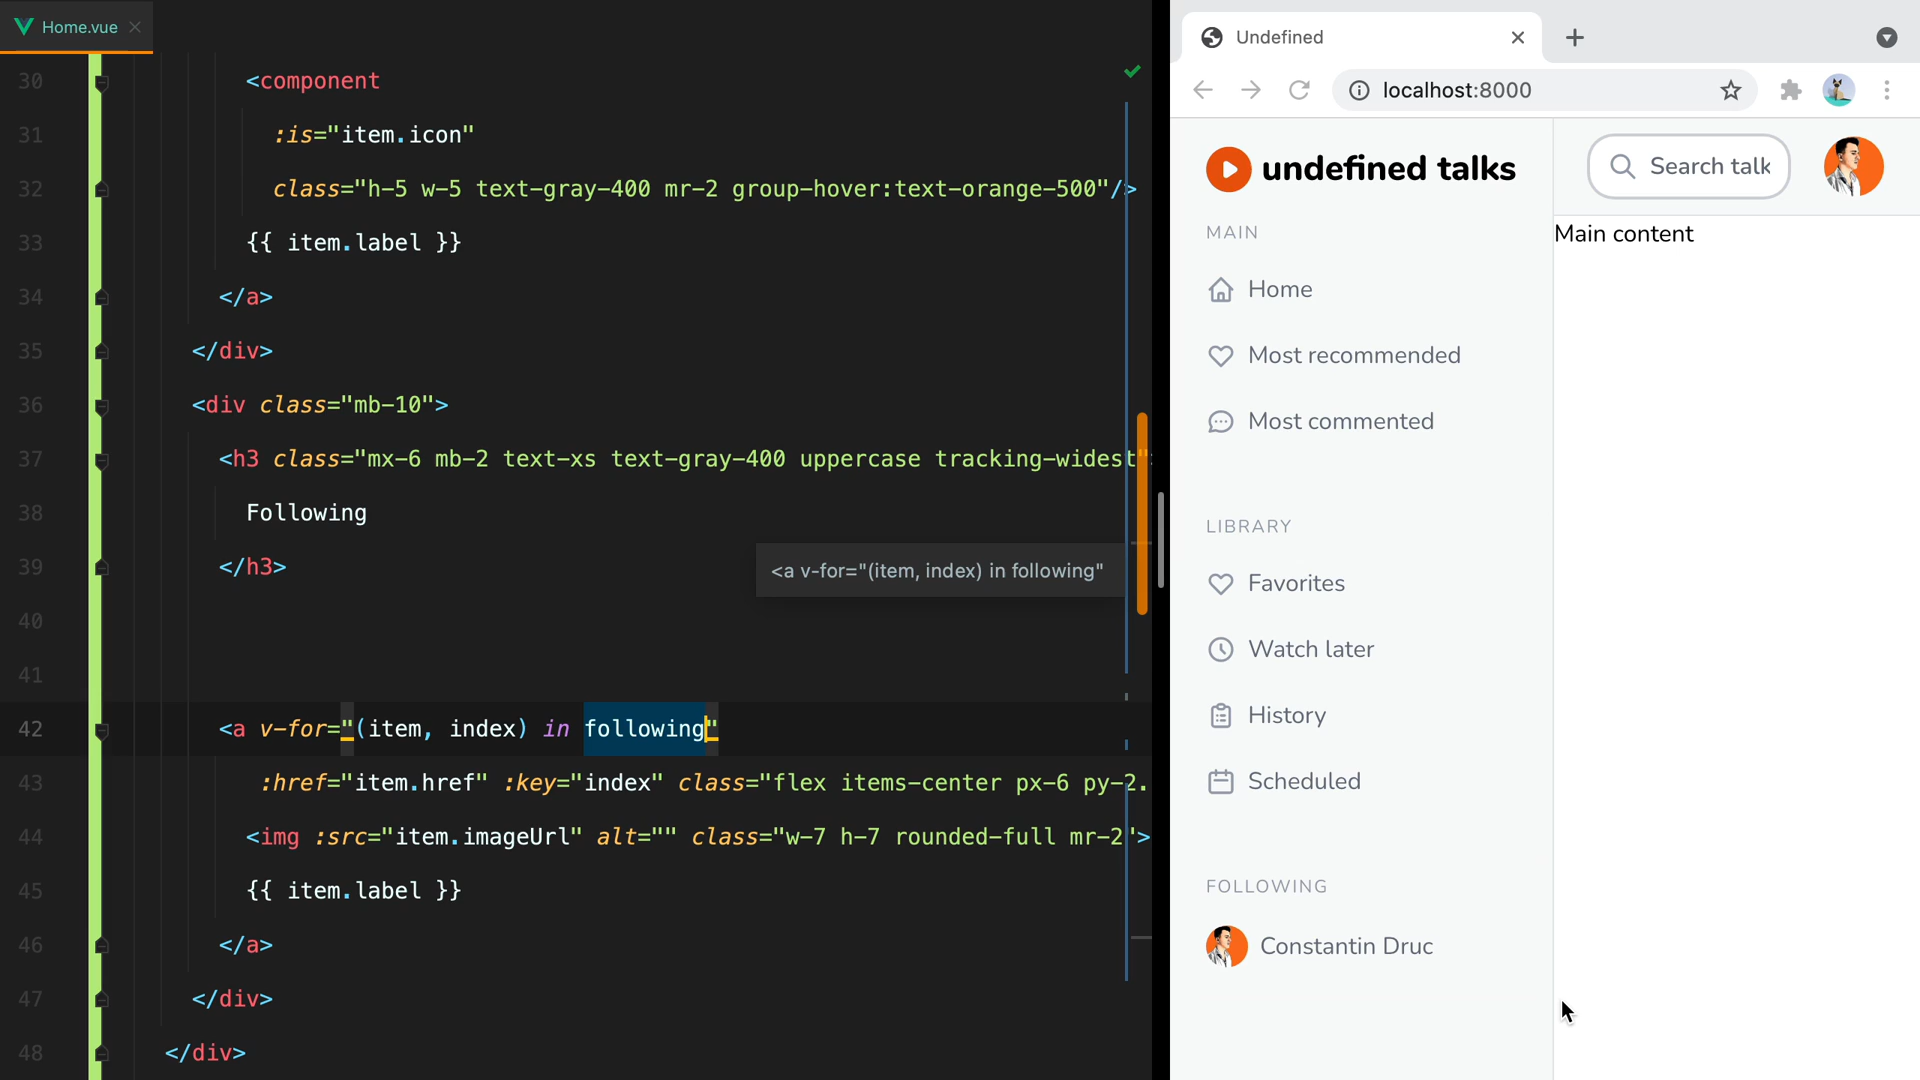 Home.vue
30 <component
31 :is="item.icon"
32 class="h-5 w-5 text-gray-400 mr-2 group-hover:text-orange-500"/>
33 {{ item.label }}
34 </a>
35 </div>
36 <div class="mb-10">
37 <h3 class="mx-6 mb-2 text-xs text-gray-400 uppercase tracking-widest">
38 Following
39 </h3>
<a v-for="(item, index) in following"
40
41
42 <a v-for="(item, index) in following"
43 :href="item.href" :key="index" class="flex items-center px-6 py-2.
44 <img :src="item.imageUrl" alt="" class="w-7 h-7 rounded-full mr-2">
45 {{ item.label }}
46 </a>
47 </div>
48 </div>
Undefined
localhost:8000
undefined talks
Search talk
MAIN
Main content
Home
Most recommended
Most commented
LIBRARY
Favorites
Watch later
History
Scheduled
FOLLOWING
Constantin Druc